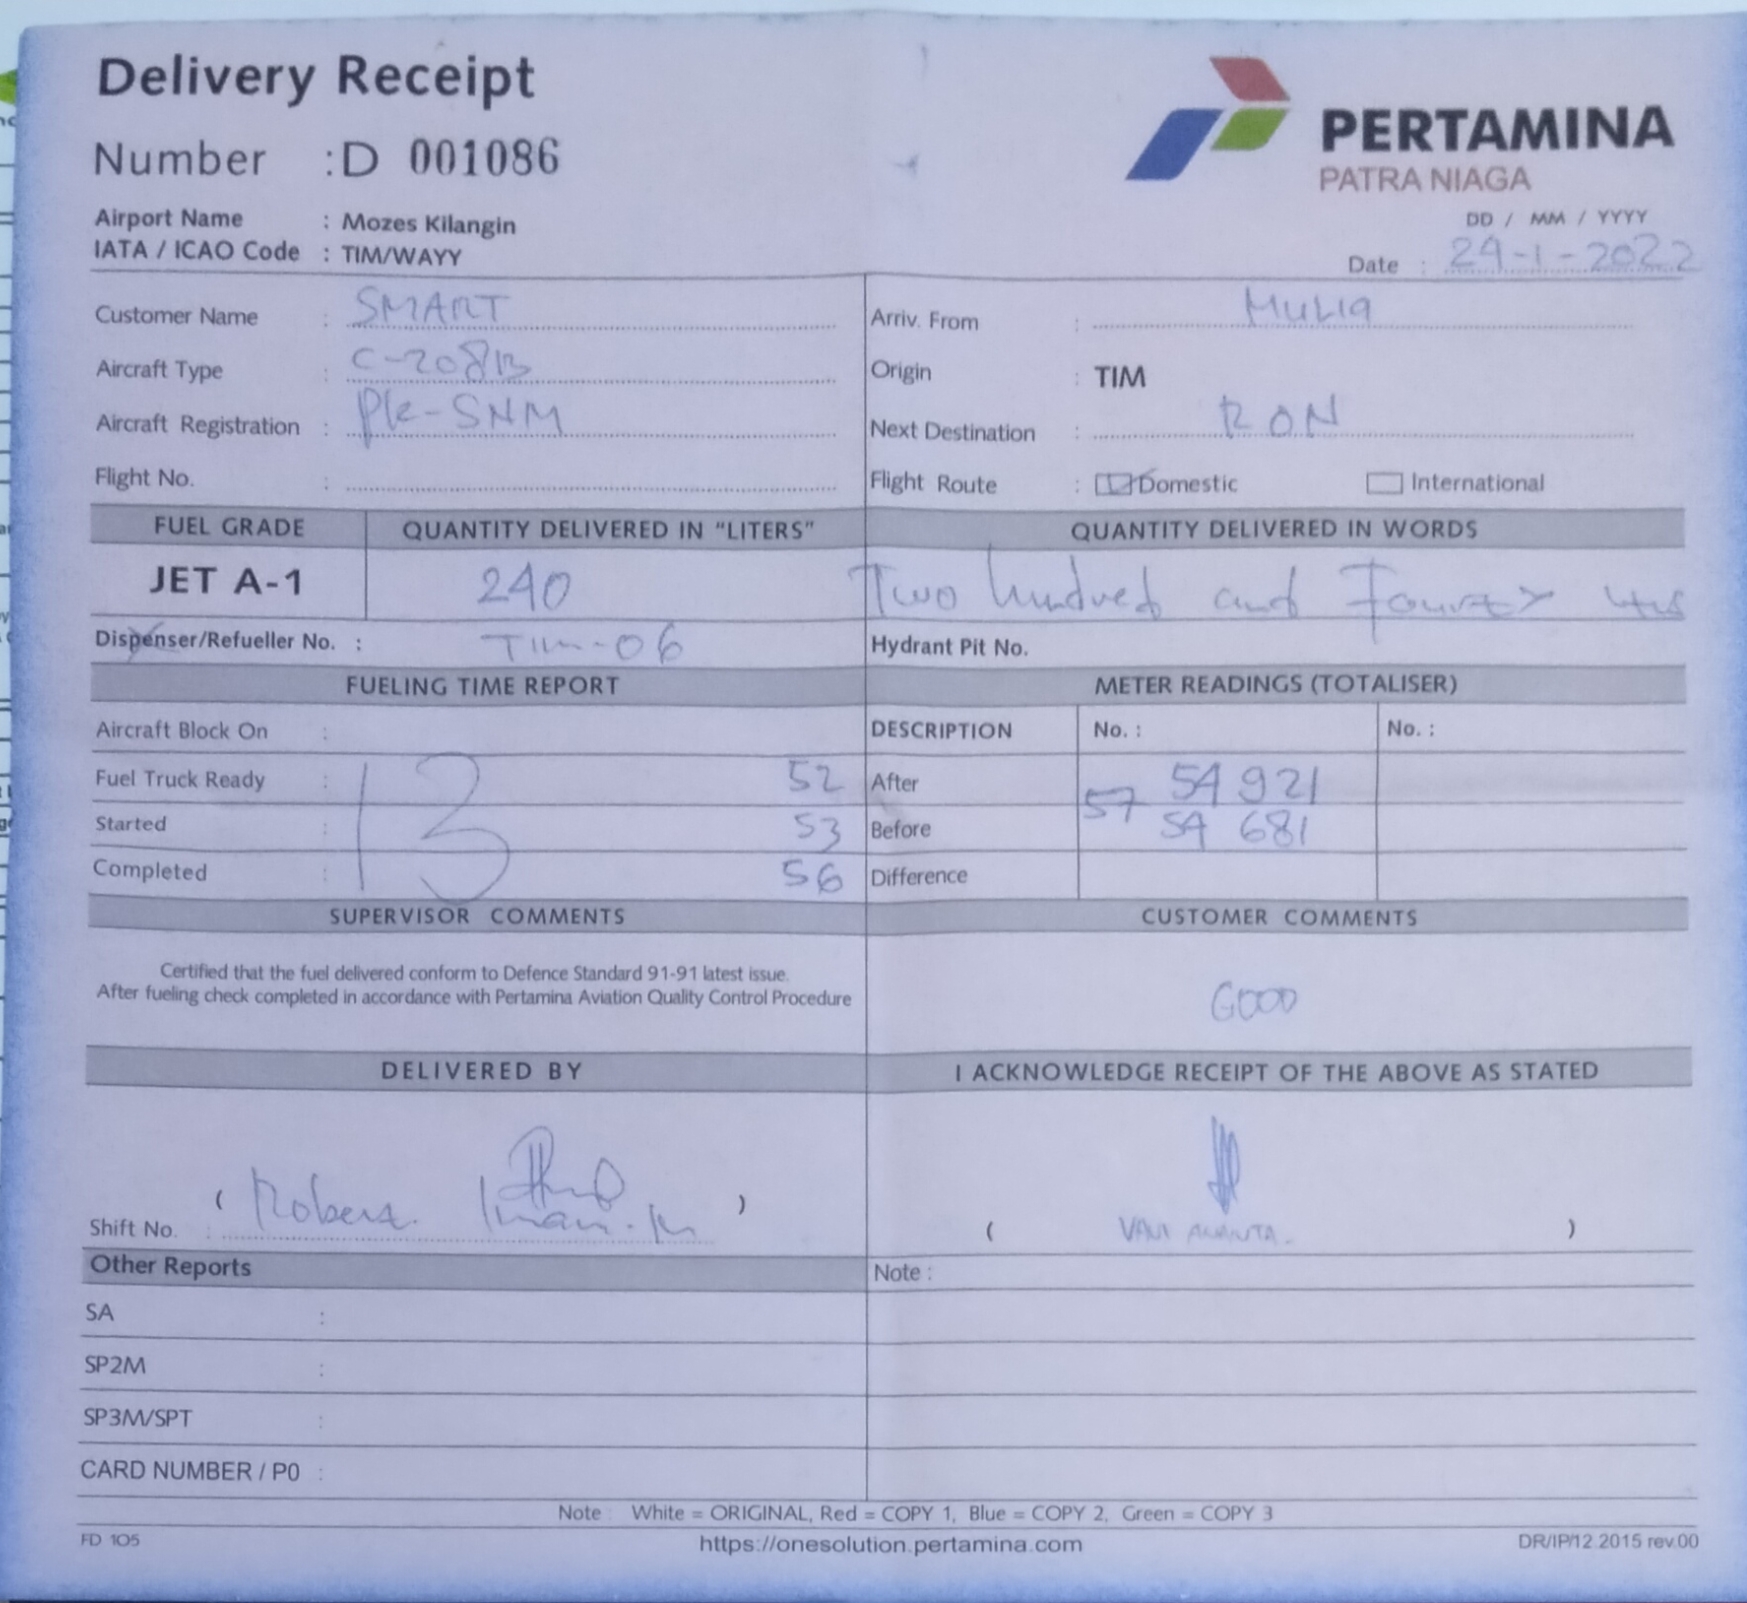 Delivery Receipt
Number : D 001086
PERTAMINA
PATRA NIAGA
Airport Name : Mozes Kilangin
IATA / ICAO Code : TIM/WAYY
DD / MM / YYYY
Date : 24-1-2022
Customer Name : SMART
Arriv. From : MULIA
Aircraft Type : C-208B
Origin : TIM
Aircraft Registration : PK-SNM
Next Destination : RON
Flight No. :
Flight Route : Domestic International
FUEL GRADE QUANTITY DELIVERED IN "LITERS" QUANTITY DELIVERED IN WORDS
JET A-1 240 Two hundred and Fourty
Dispenser/Refueller No. : TIM-06 Hydrant Pit No.
FUELING TIME REPORT METER READINGS (TOTALISER)
Aircraft Block On : DESCRIPTION No. : No. :
Fuel Truck Ready : 13 52 After 57 54 921
Started : 53 Before 54 681
Completed : 56 Difference
SUPERVISOR COMMENTS CUSTOMER COMMENTS
Certified that the fuel delivered conform to Defence Standard 91-91 latest issue.
After fueling check completed in accordance with Pertamina Aviation Quality Control Procedure
GOOD
DELIVERED BY I ACKNOWLEDGE RECEIPT OF THE ABOVE AS STATED
Shift No. : ( )
( )
Other Reports Note :
SA :
SP2M :
SP3M/SPT :
CARD NUMBER / P0 :
Note : White = ORIGINAL, Red = COPY 1, Blue = COPY 2, Green = COPY 3
FD 105 https://onesolution.pertamina.com DR/IP/12.2015 rev.00